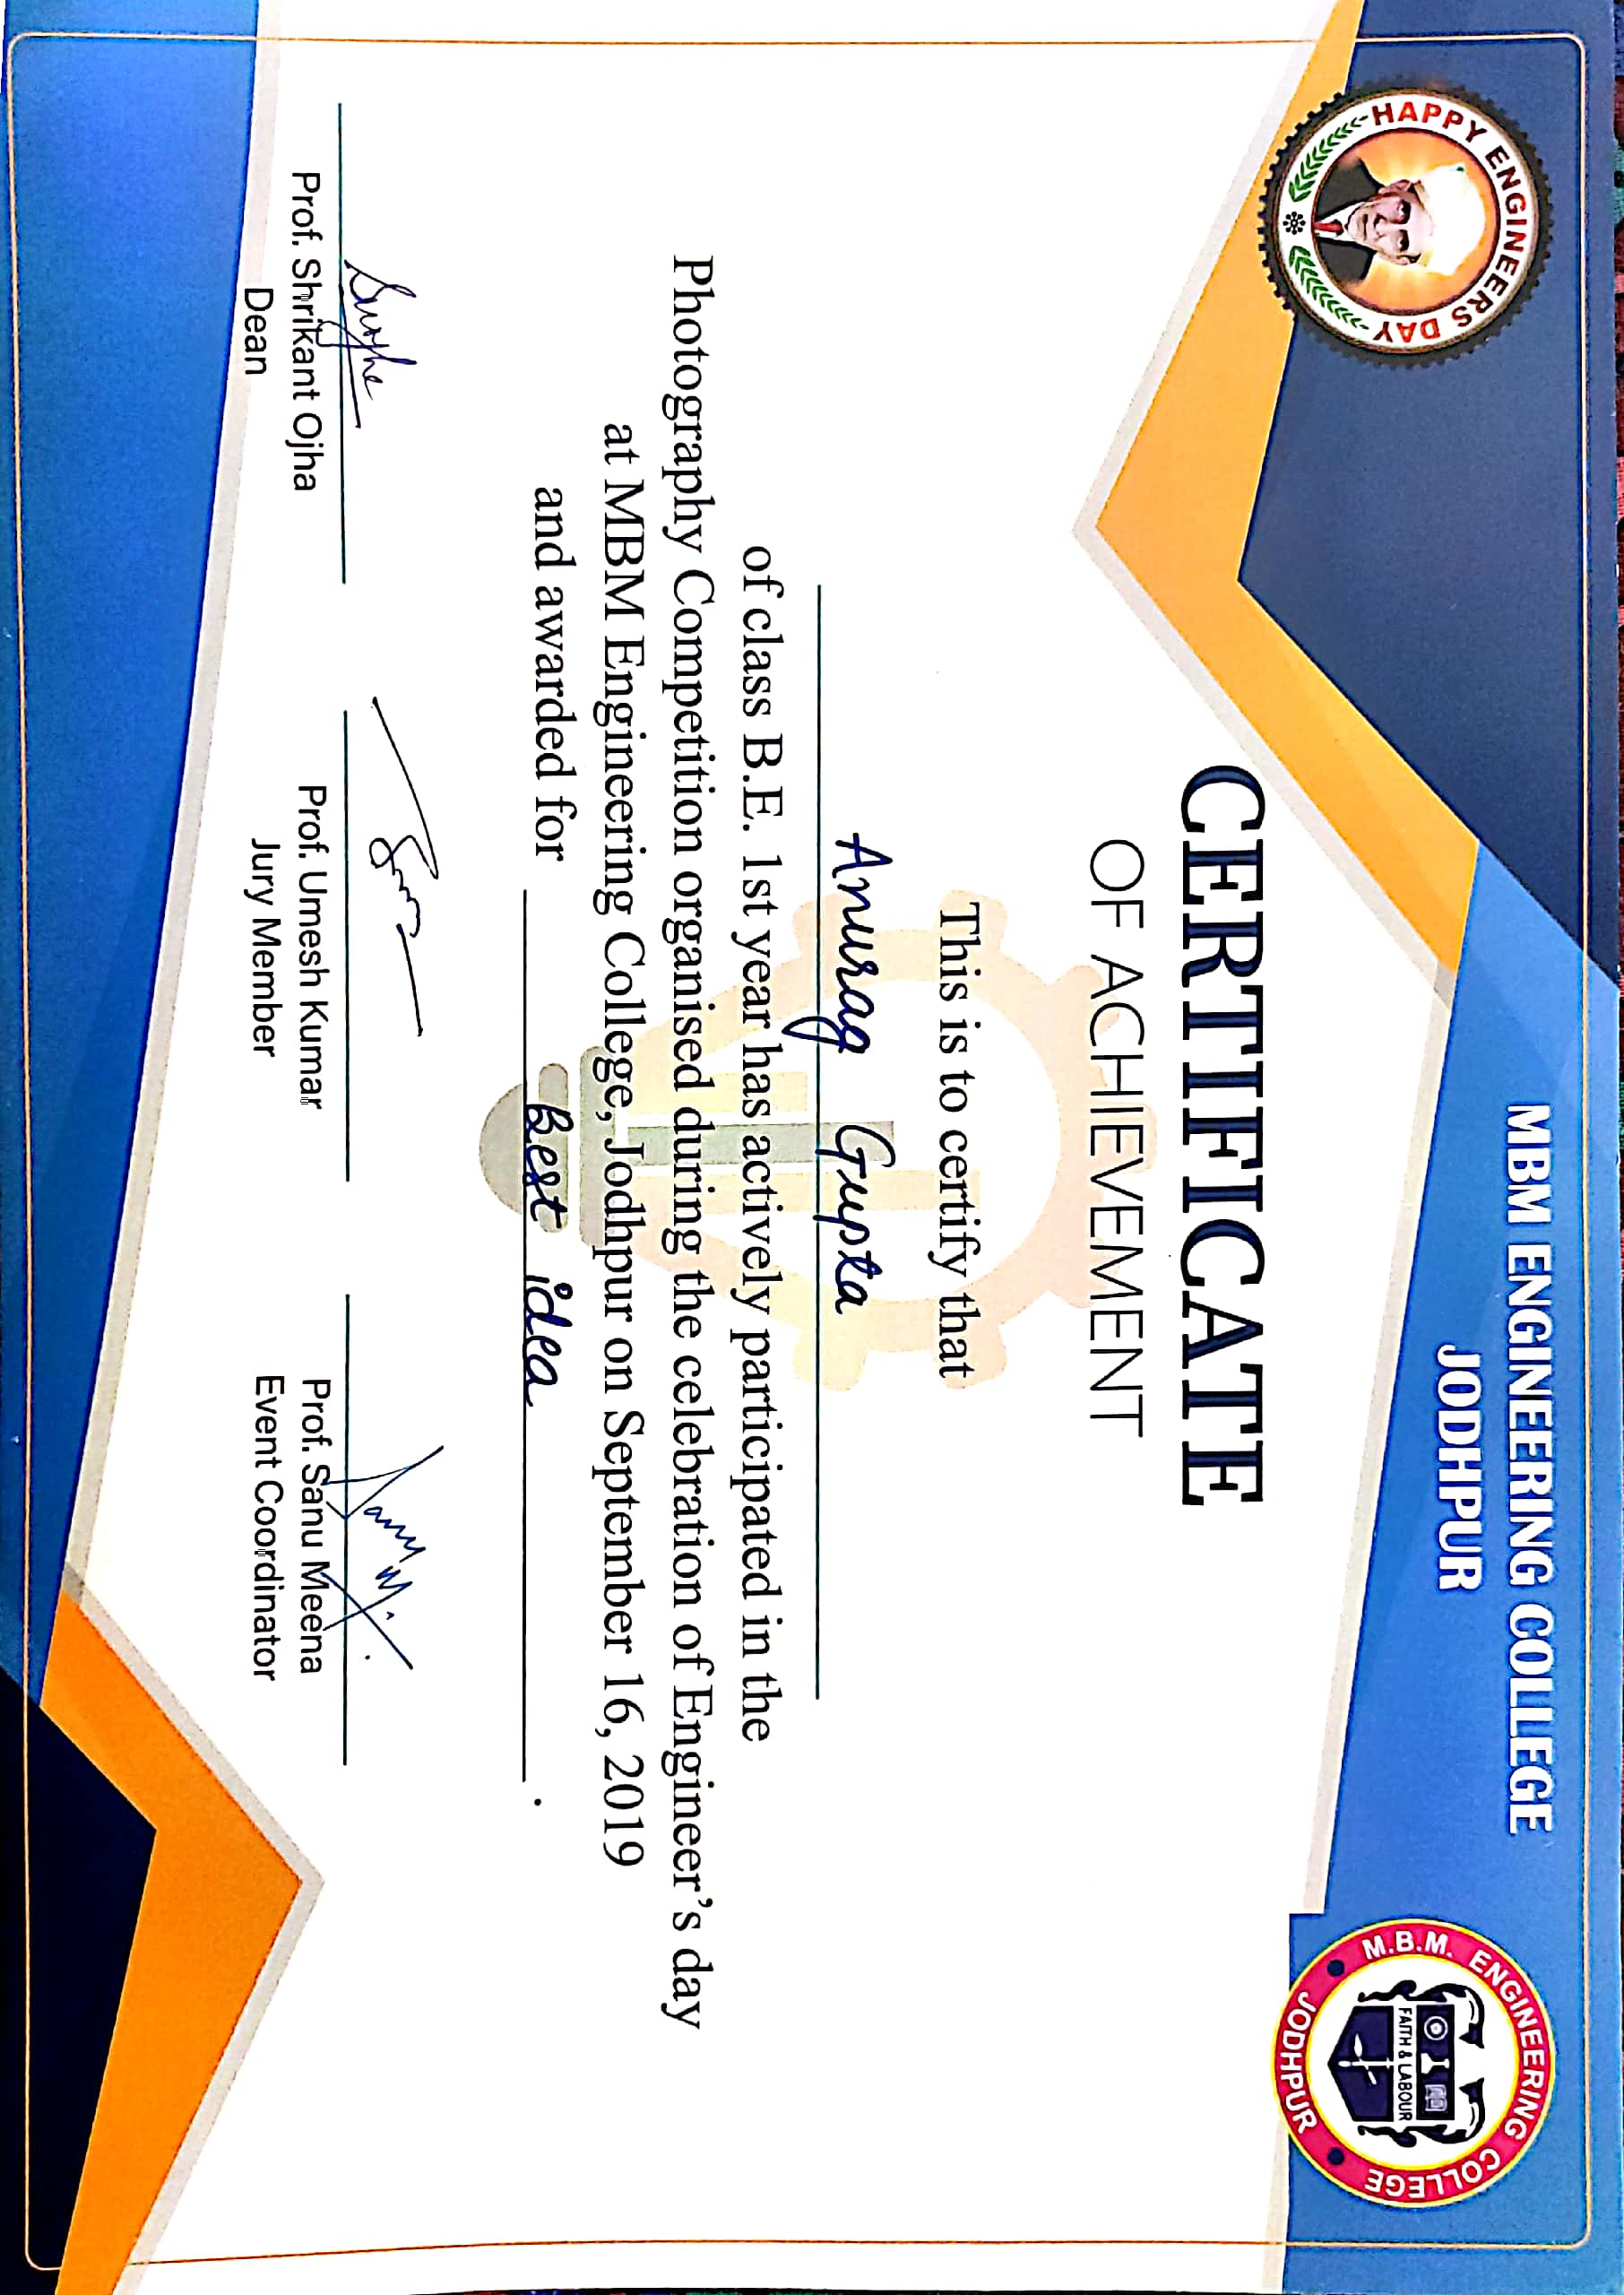 HAPPY ENGINEERS DAY
MBM ENGINEERING COLLEGE
JODHPUR
M.B.M. ENGINEERING COLLEGE
FAITH & LABOUR
JODHPUR
CERTIFICATE
OF ACHIEVEMENT
This is to certify that
Anurag Gupta
of class B.E. 1st year has actively participated in the
Photography Competition organised during the celebration of Engineer’s day
at MBM Engineering College, Jodhpur on September 16, 2019
and awarded for Best idea .
Prof. Shrikant Ojha
Dean
Prof. Umesh Kumar
Jury Member
Prof. Sanu Meena
Event Coordinator